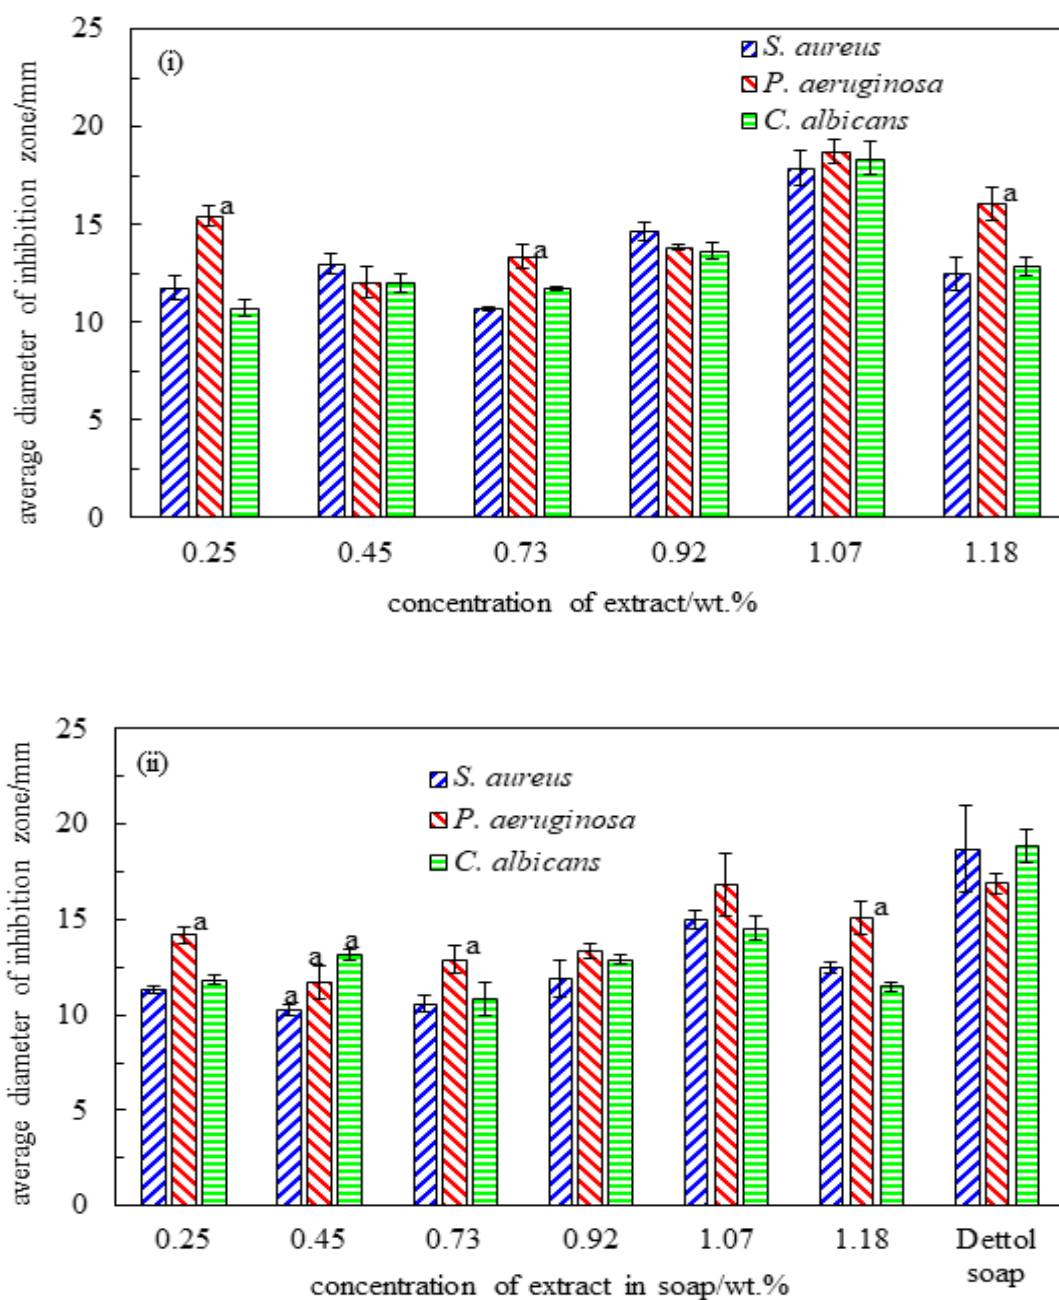 25
(i)
S. aureus
P. aeruginosa
C. albicans
20
15
10
5
0
average diameter of inhibition zone/mm
a
a
a
0.25 0.45 0.73 0.92 1.07 1.18
concentration of extract/wt.%
25
(ii)
S. aureus
P. aeruginosa
C. albicans
20
15
10
5
0
average diameter of inhibition zone/mm
a
a
a
a
a
a
0.25 0.45 0.73 0.92 1.07 1.18 Dettol
soap
concentration of extract in soap/wt.%